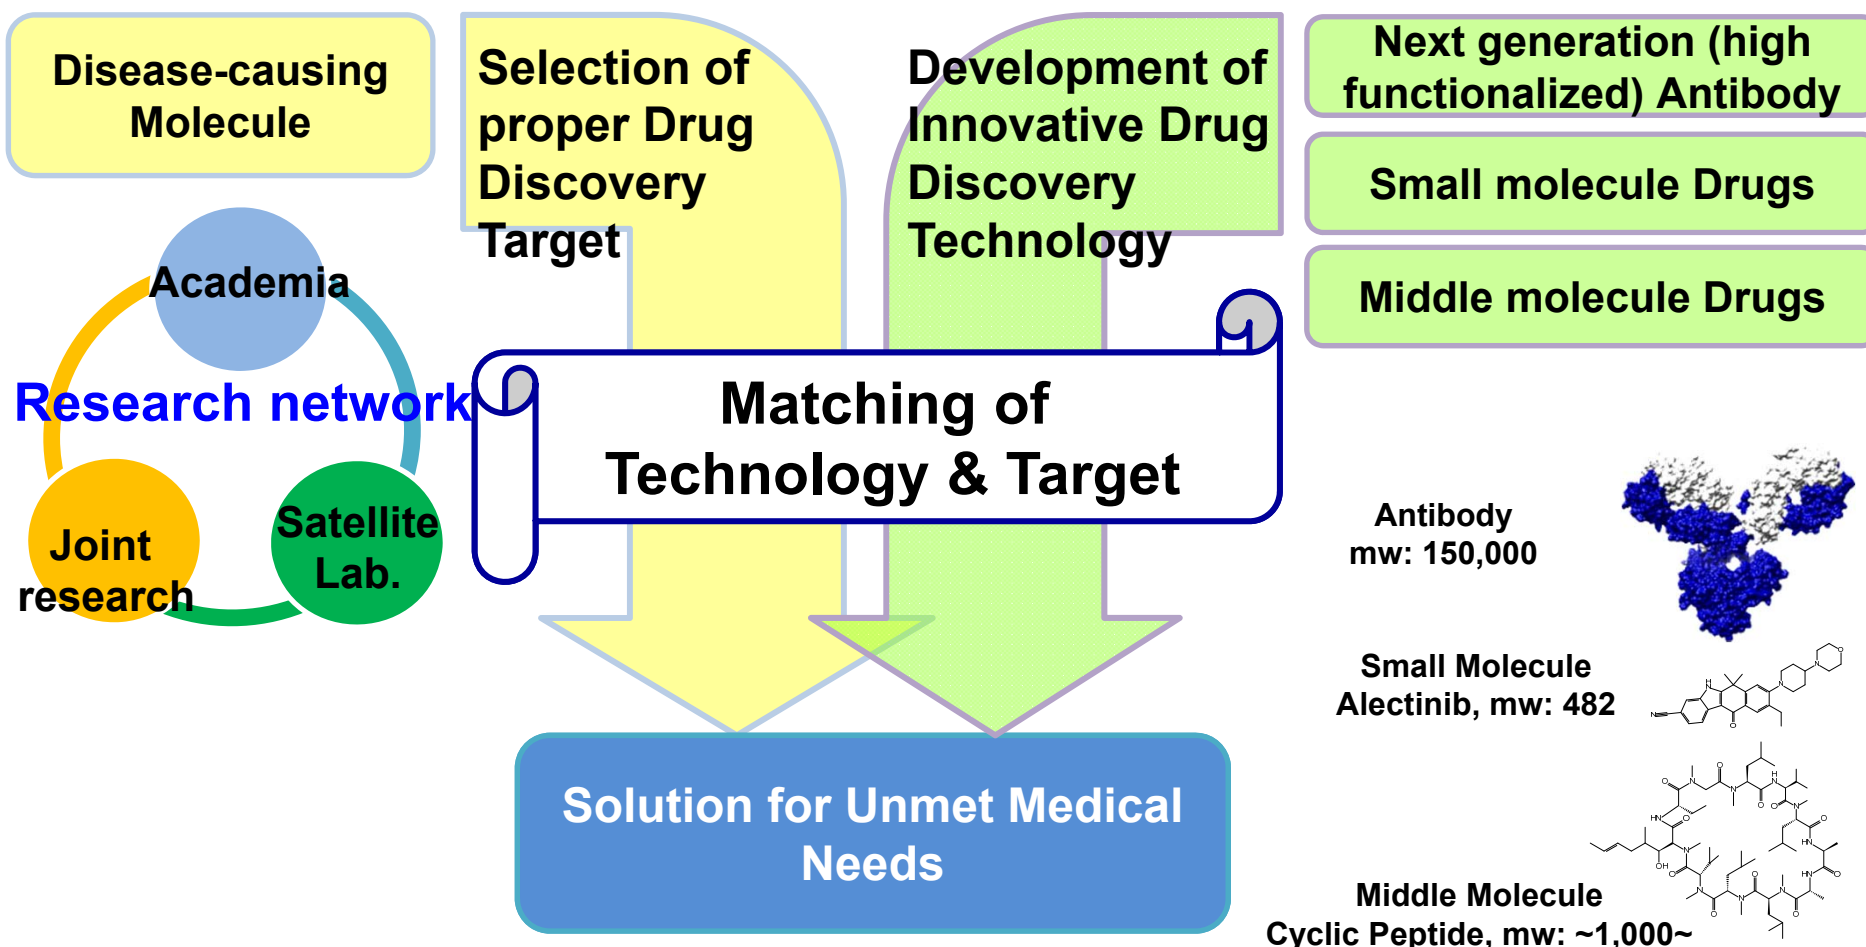 Disease-causing
Molecule
Selection of
proper Drug
Discovery
Target
Development of
Innovative Drug
Discovery
Technology
Next generation (high
functionalized) Antibody
Small molecule Drugs
Middle molecule Drugs
Academia
Research network
Joint
research
Satellite
Lab.
Matching of
Technology & Target
Solution for Unmet Medical
Needs
Antibody
mw: 150,000
Small Molecule
Alectinib, mw: 482
Middle Molecule
Cyclic Peptide, mw: ~1,000~